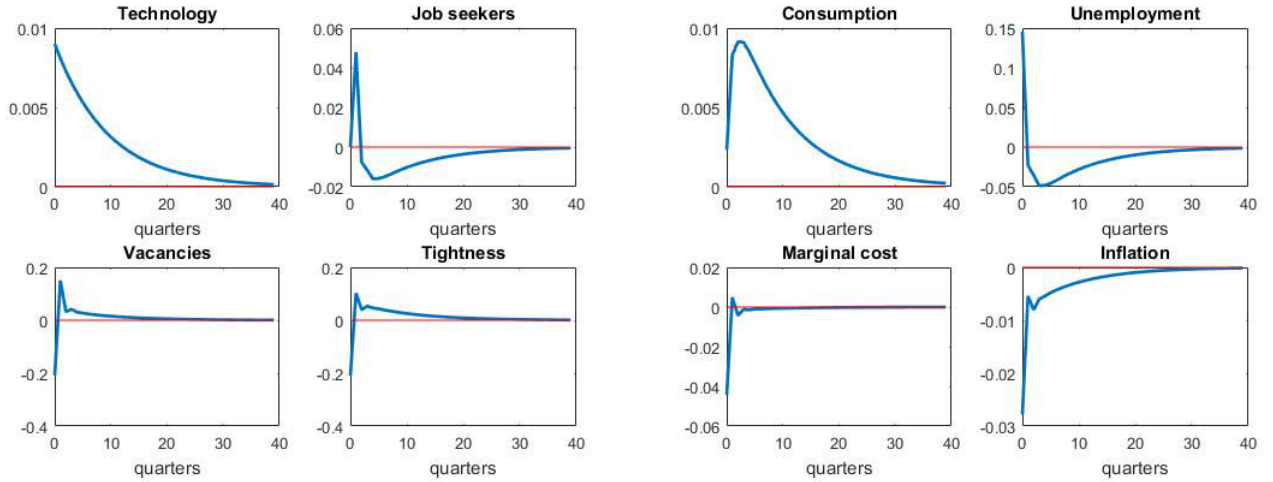 Technology
0.01
0.005
0
0 10 20 30 40
quarters
Job seekers
0.06
0.04
0.02
0
-0.02
0 10 20 30 40
quarters
Consumption
0.01
0.005
0
0 10 20 30 40
quarters
Unemployment
0.15
0.1
0.05
0
-0.05
0 10 20 30 40
quarters
Vacancies
0.2
0
-0.2
-0.4
0 10 20 30 40
quarters
Tightness
0.2
0
-0.2
-0.4
0 10 20 30 40
quarters
Marginal cost
0.02
0
-0.02
-0.04
-0.06
0 10 20 30 40
quarters
Inflation
0
-0.01
-0.02
-0.03
0 10 20 30 40
quarters